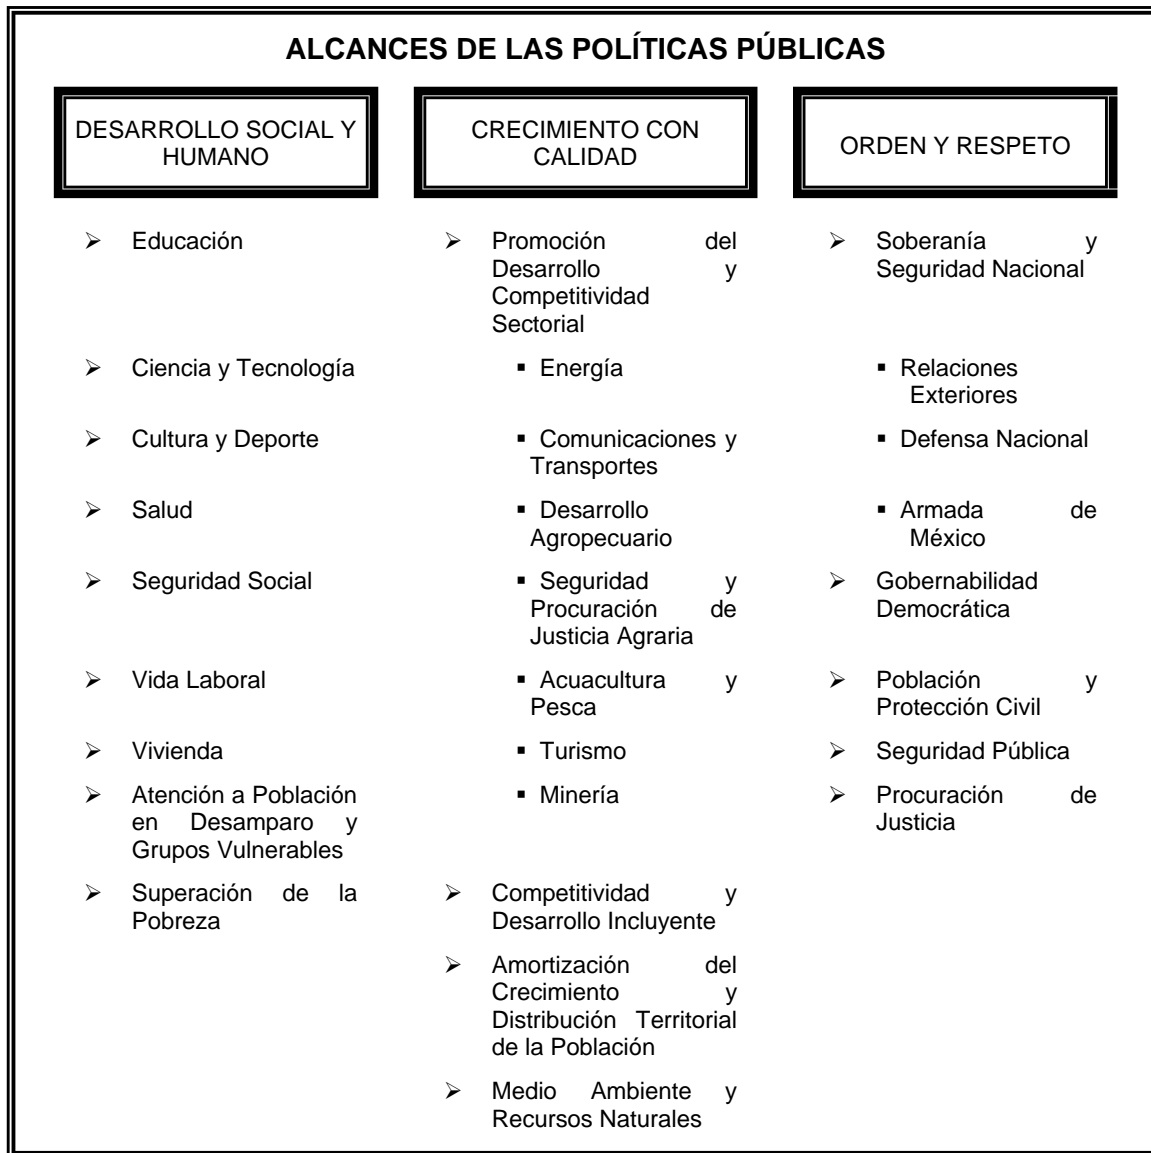 ALCANCES DE LAS POLÍTICAS PÚBLICAS
DESARROLLO SOCIAL Y
HUMANO
➢ Educación
➢ Ciencia y Tecnología
➢ Cultura y Deporte
➢ Salud
➢ Seguridad Social
➢ Vida Laboral
➢ Vivienda
➢ Atención a Población
en Desamparo y
Grupos Vulnerables
➢ Superación de la
Pobreza
CRECIMIENTO CON
CALIDAD
➢ Promoción del
Desarrollo y
Competitividad
Sectorial
▪ Energía
▪ Comunicaciones y
Transportes
▪ Desarrollo
Agropecuario
▪ Seguridad y
Procuración de
Justicia Agraria
▪ Acuacultura y
Pesca
▪ Turismo
▪ Minería
➢ Competitividad y
Desarrollo Incluyente
➢ Amortización del
Crecimiento y
Distribución Territorial
de la Población
➢ Medio Ambiente y
Recursos Naturales
ORDEN Y RESPETO
➢ Soberanía y
Seguridad Nacional
▪ Relaciones
Exteriores
▪ Defensa Nacional
▪ Armada de
México
➢ Gobernabilidad
Democrática
➢ Población y
Protección Civil
➢ Seguridad Pública
➢ Procuración de
Justicia